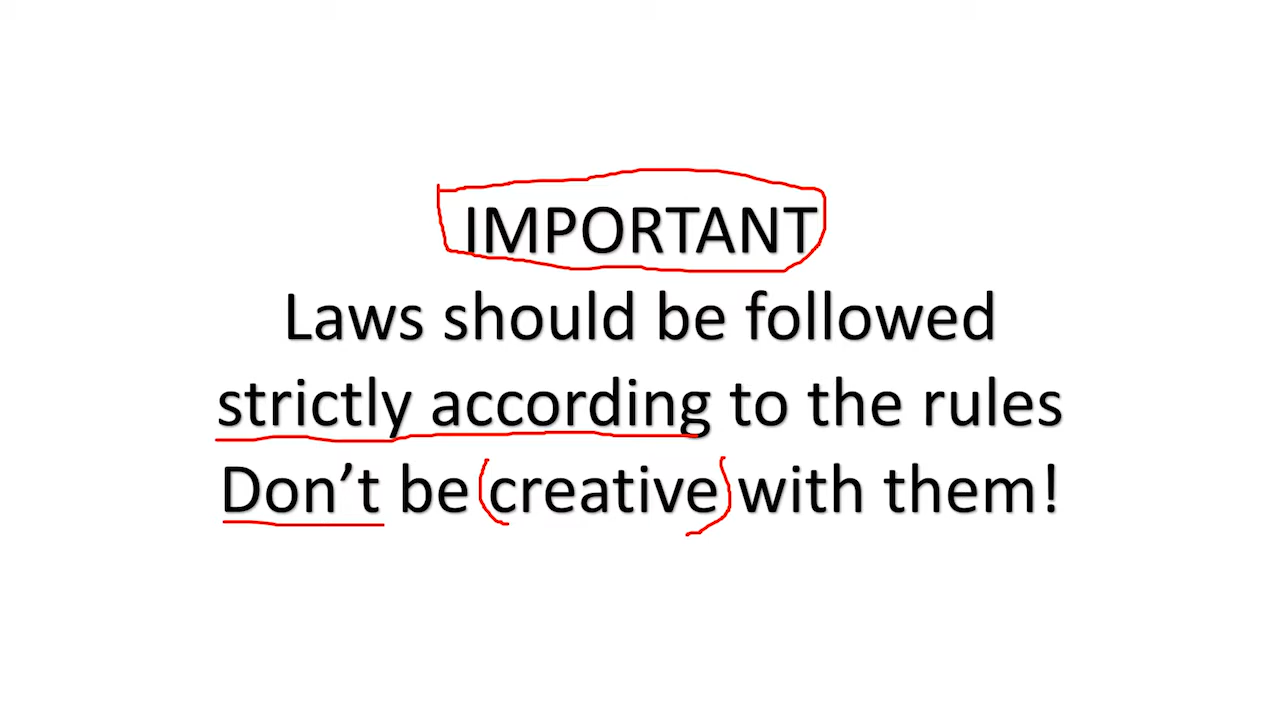 IMPORTANT
Laws should be followed
strictly according to the rules
Don’t be creative with them!